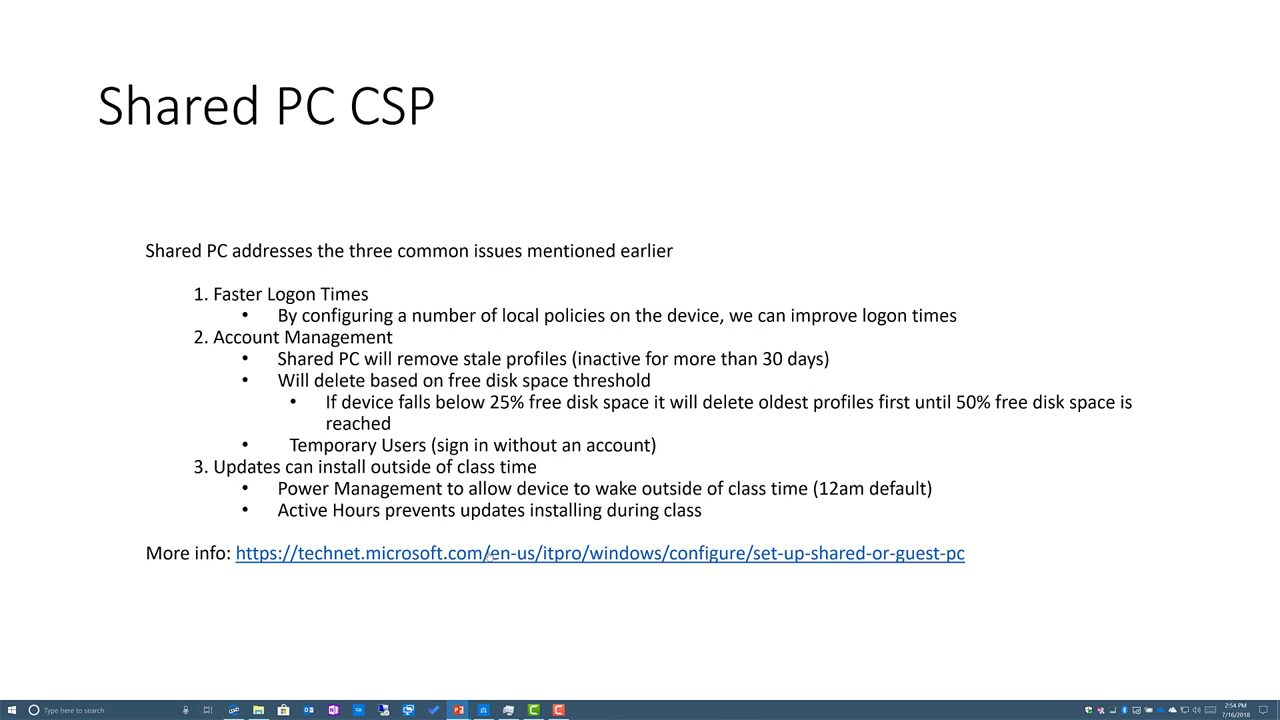 Shared PC CSP
Shared PC addresses the three common issues mentioned earlier
1. Faster Logon Times
• By configuring a number of local policies on the device, we can improve logon times
2. Account Management
• Shared PC will remove stale profiles (inactive for more than 30 days)
• Will delete based on free disk space threshold
• If device falls below 25% free disk space it will delete oldest profiles first until 50% free disk space is
reached
• Temporary Users (sign in without an account)
3. Updates can install outside of class time
• Power Management to allow device to wake outside of class time (12am default)
• Active Hours prevents updates installing during class
More info: https://technet.microsoft.com/en-us/itpro/windows/configure/set-up-shared-or-guest-pc
Type here to search
2:54 PM
7/16/2018